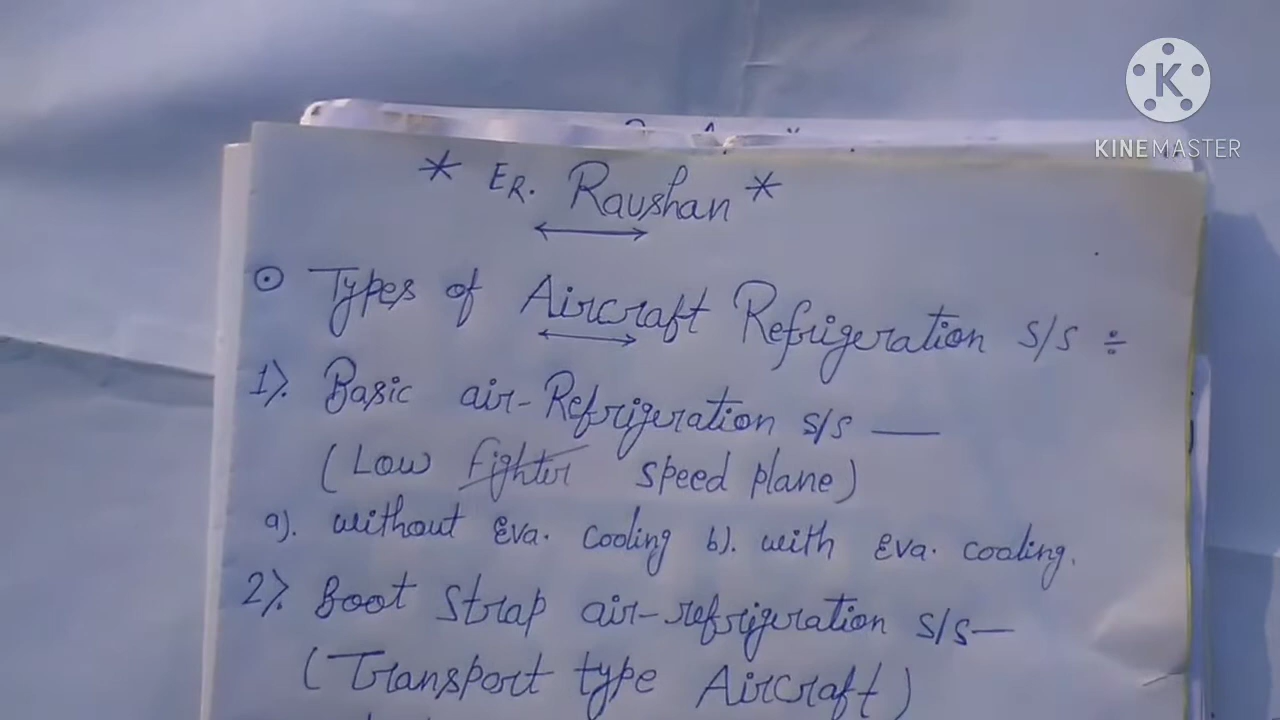 K
KINEMASTER
* ER. Raushan *
⊙ Types of Aircraft Refrigeration s/s ÷
1). Basic air-Refrigeration s/s —
(Low fighter speed plane)
a). without Eva. cooling b). with Eva. cooling.
2). Boot strap air-refrigeration s/s—
(Transport type Aircraft)